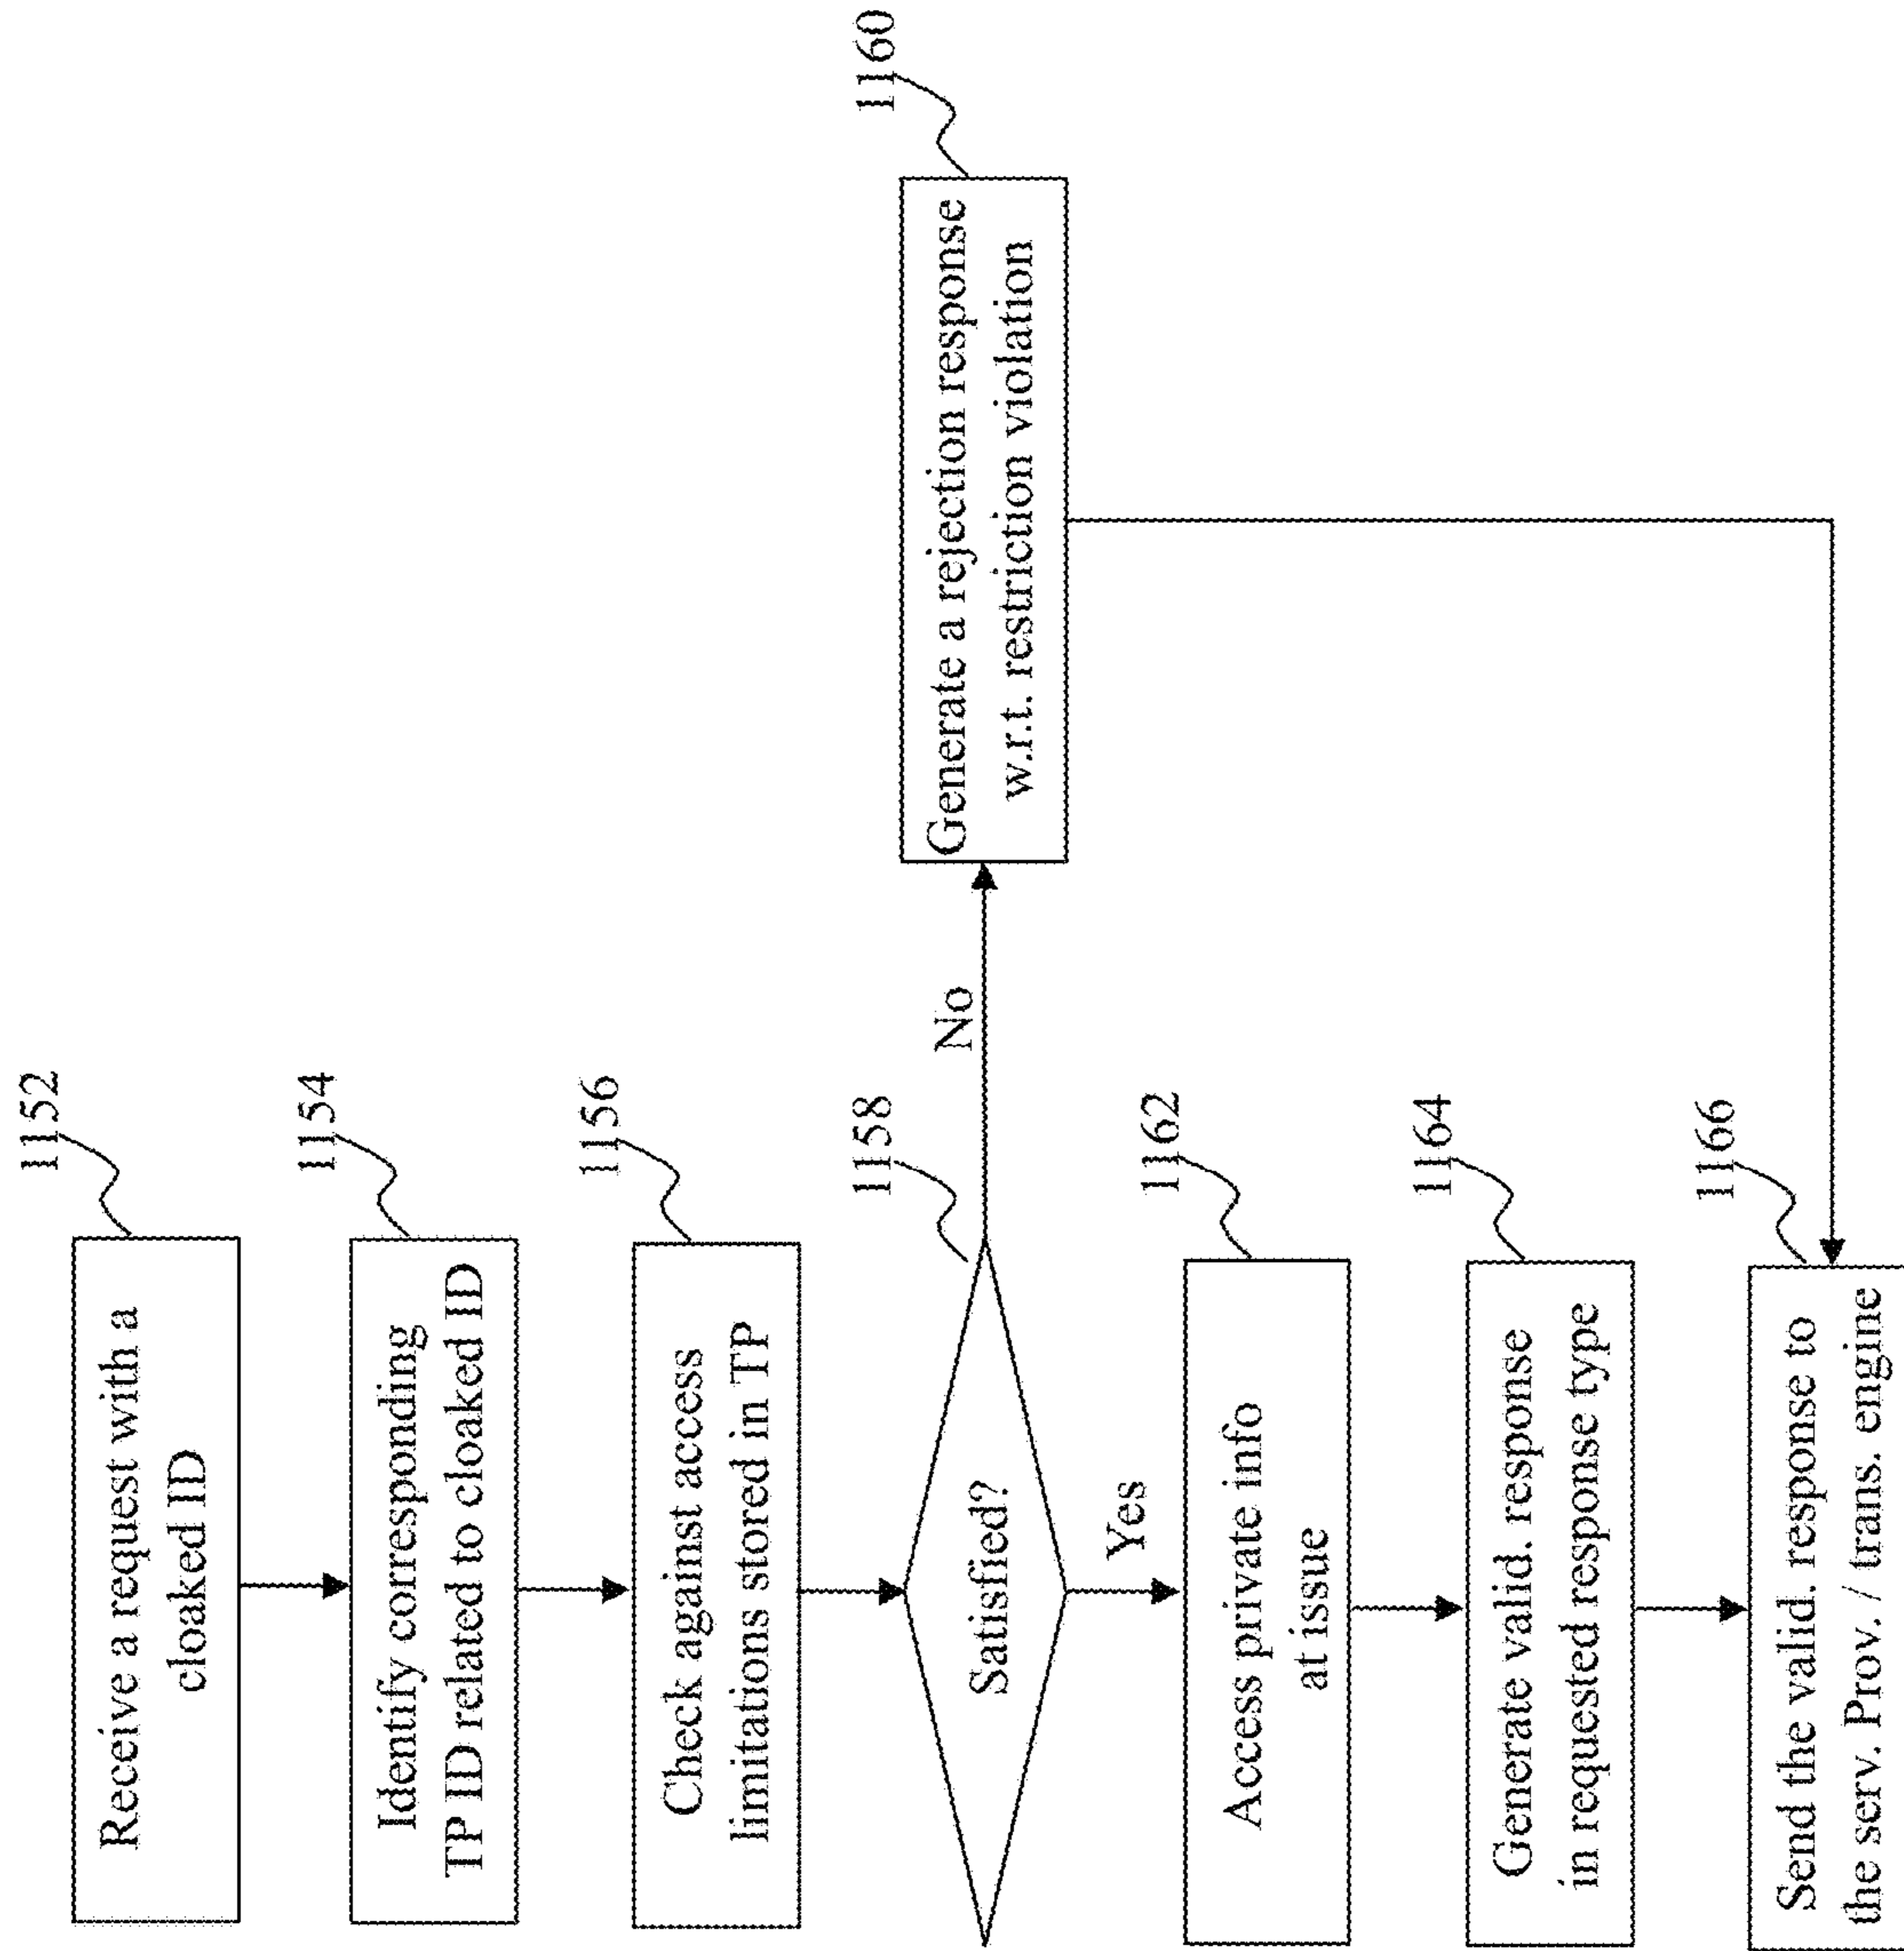 1152
Receive a request with a
cloaked ID
1154
Identify corresponding
TP ID related to cloaked ID
1156
Check against access
limitations stored in TP
1158
Satisfied?
No
1160
Generate a rejection response
w.r.t. restriction violation
Yes
1162
Access private info
at issue
1164
Generate valid. response
in requested response type
1166
Send the valid. response to
the serv. Prov. / trans. engine